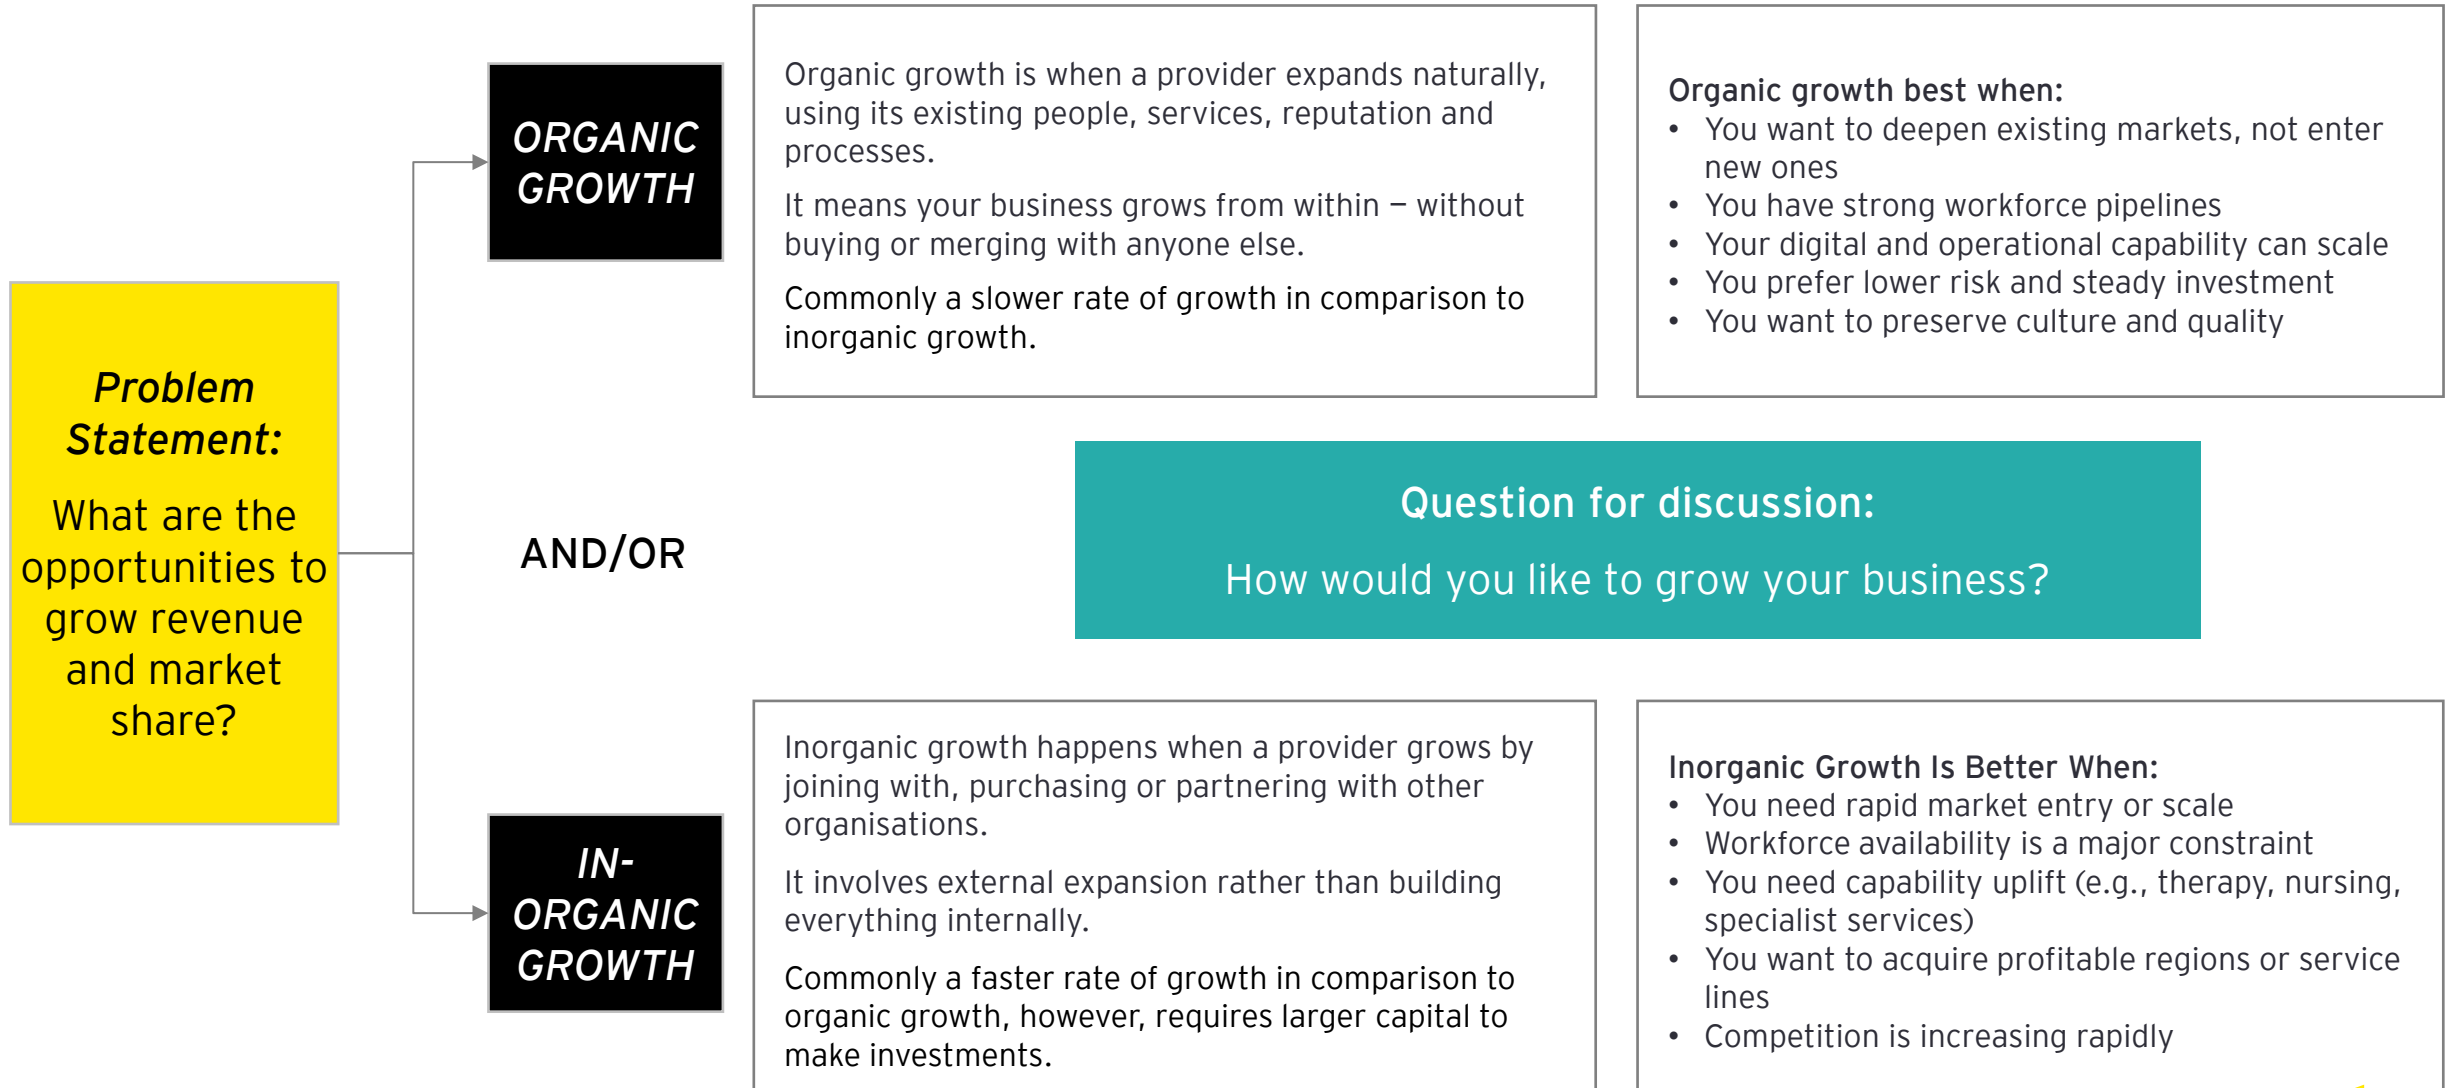 Problem
Statement:
What are the
opportunities to
grow revenue
and market
share?
ORGANIC
GROWTH
Organic growth is when a provider expands naturally,
using its existing people, services, reputation and
processes.
It means your business grows from within – without
buying or merging with anyone else.
Commonly a slower rate of growth in comparison to
inorganic growth.
Organic growth best when:
• You want to deepen existing markets, not enter
new ones
• You have strong workforce pipelines
• Your digital and operational capability can scale
• You prefer lower risk and steady investment
• You want to preserve culture and quality
AND/OR
Question for discussion:
How would you like to grow your business?
IN-
ORGANIC
GROWTH
Inorganic growth happens when a provider grows by
joining with, purchasing or partnering with other
organisations.
It involves external expansion rather than building
everything internally.
Commonly a faster rate of growth in comparison to
organic growth, however, requires larger capital to
make investments.
Inorganic Growth Is Better When:
• You need rapid market entry or scale
• Workforce availability is a major constraint
• You need capability uplift (e.g., therapy, nursing,
specialist services)
• You want to acquire profitable regions or service
lines
• Competition is increasing rapidly